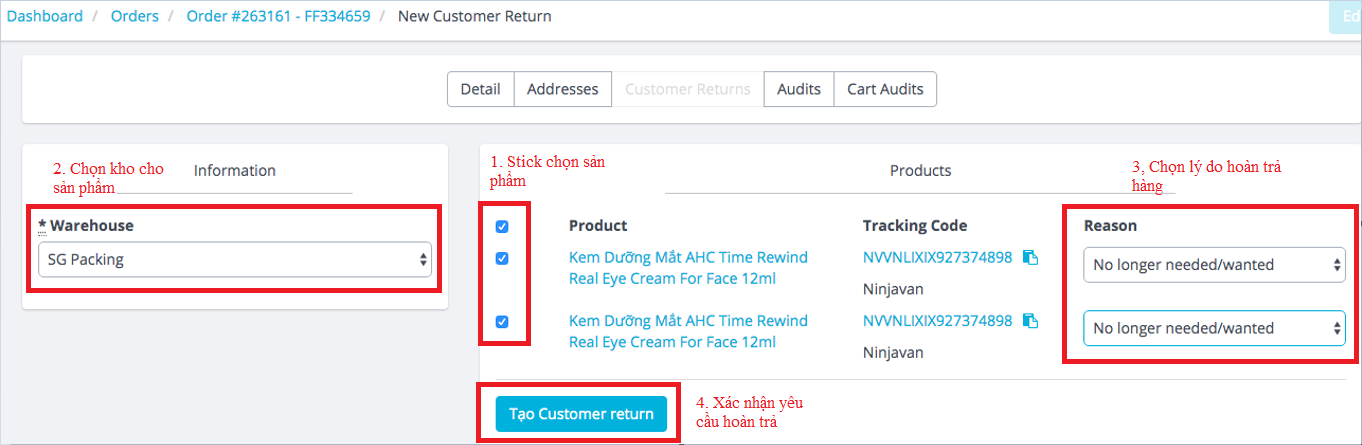 Dashboard / Orders / Order #263161 - FF334659 / New Customer Return
Ed
Detail Addresses Customer Returns Audits Cart Audits
2. Chọn kho cho
sản phẩm
Information
* Warehouse
SG Packing
1. Stick chọn sản
phẩm
Products
3, Chọn lý do hoàn trả
hàng
Product Tracking Code Reason
Kem Dưỡng Mắt AHC Time Rewind
Real Eye Cream For Face 12ml
NVVNLIXIX927374898
Ninjavan
No longer needed/wanted
Kem Dưỡng Mắt AHC Time Rewind
Real Eye Cream For Face 12ml
NVVNLIXIX927374898
Ninjavan
No longer needed/wanted
Tạo Customer return
4. Xác nhận yêu
cầu hoàn trả